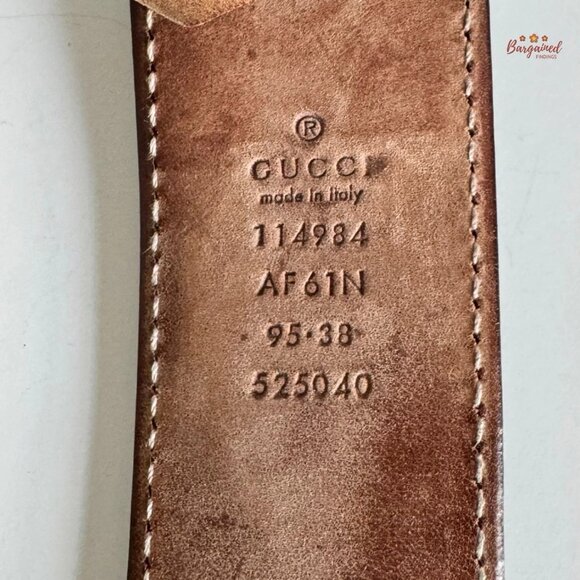 Bargained
FINDINGS
®
GUCCI
made in italy
114984
AF61N
95·38
525040